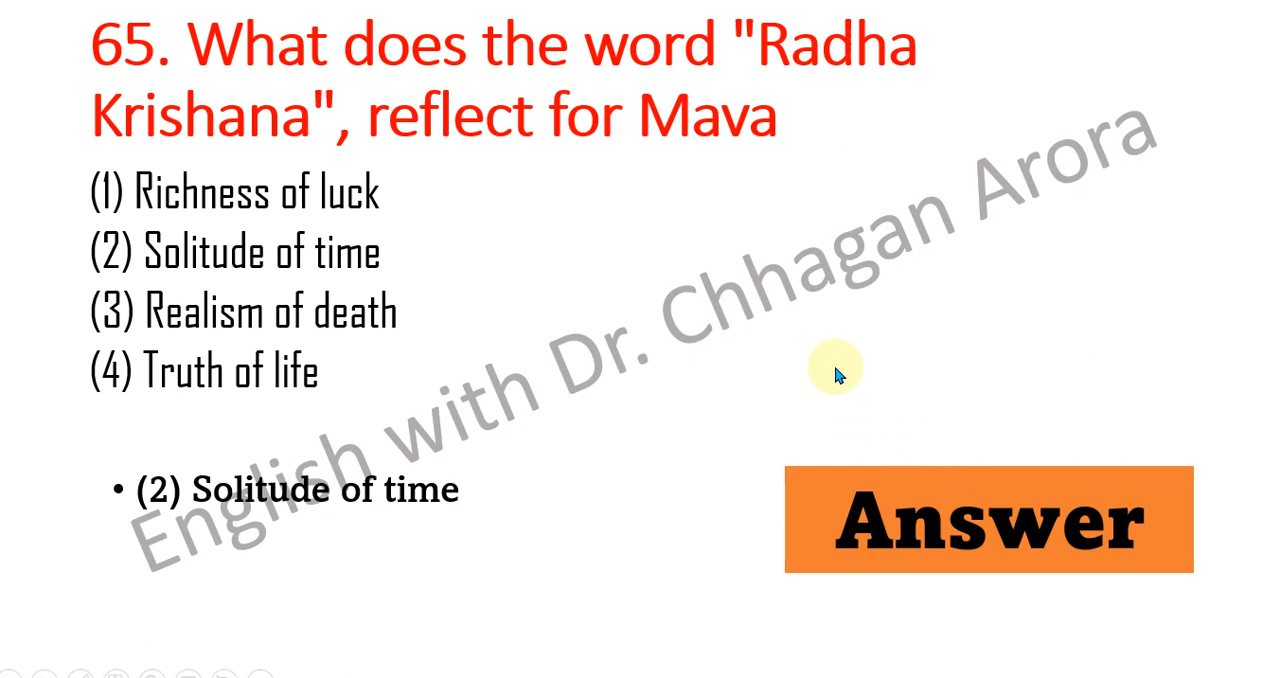 65. What does the word "Radha
Krishana", reflect for Mava
(1) Richness of luck
(2) Solitude of time
(3) Realism of death
(4) Truth of life
• (2) Solitude of time
Answer
English with Dr. Chhagan Arora